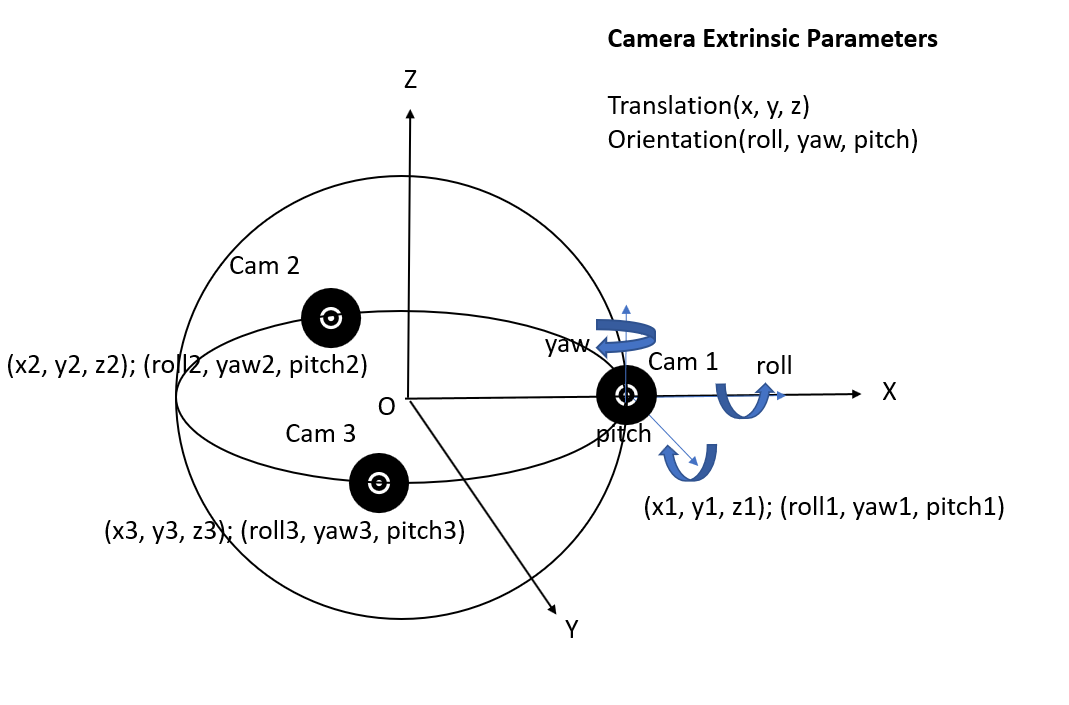 Camera Extrinsic Parameters
Z
Translation(x, y, z)
Orientation(roll, yaw, pitch)
Cam 2
yaw
Cam 1
roll
(x2, y2, z2); (roll2, yaw2, pitch2)
X
O
Cam 3
pitch
(x1, y1, z1); (roll1, yaw1, pitch1)
(x3, y3, z3); (roll3, yaw3, pitch3)
Y